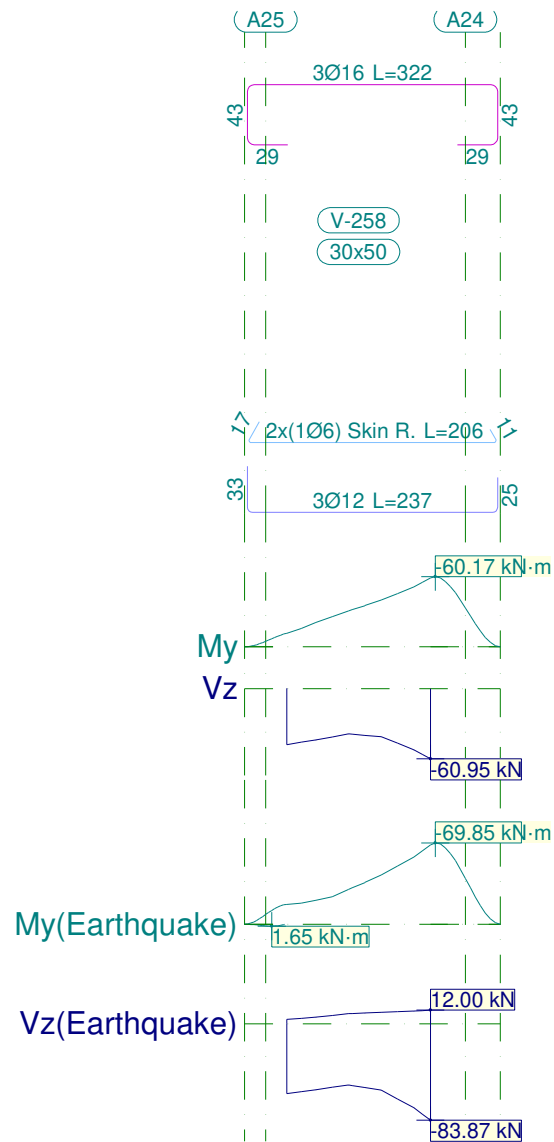 A25 A24
3Ø16 L=322
43 43
29 29
V-258
30x50
17 2x(1Ø6) Skin R. L=206 11
33 3Ø12 L=237 25
-60.17 kN·m
My
Vz
-60.95 kN
-69.85 kN·m
My(Earthquake)
1.65 kN·m
12.00 kN
Vz(Earthquake)
-83.87 kN